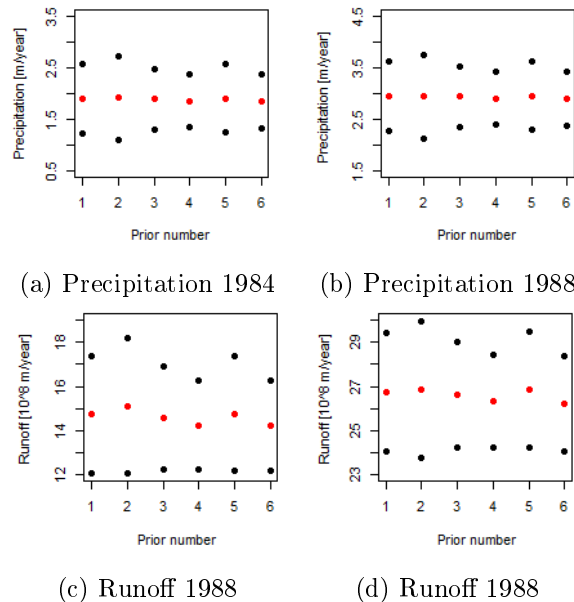 Precipitation [m/year]
3.5
2.5
1.5
0.5
1 2 3 4 5 6
Prior number
(a) Precipitation 1984
Precipitation [m/year]
4.5
3.5
2.5
1.5
1 2 3 4 5 6
Prior number
(b) Precipitation 1988
Runoff [10^6 m/year]
18
16
14
12
1 2 3 4 5 6
Prior number
(c) Runoff 1988
Runoff [10^6 m/year]
29
27
25
23
1 2 3 4 5 6
Prior number
(d) Runoff 1988